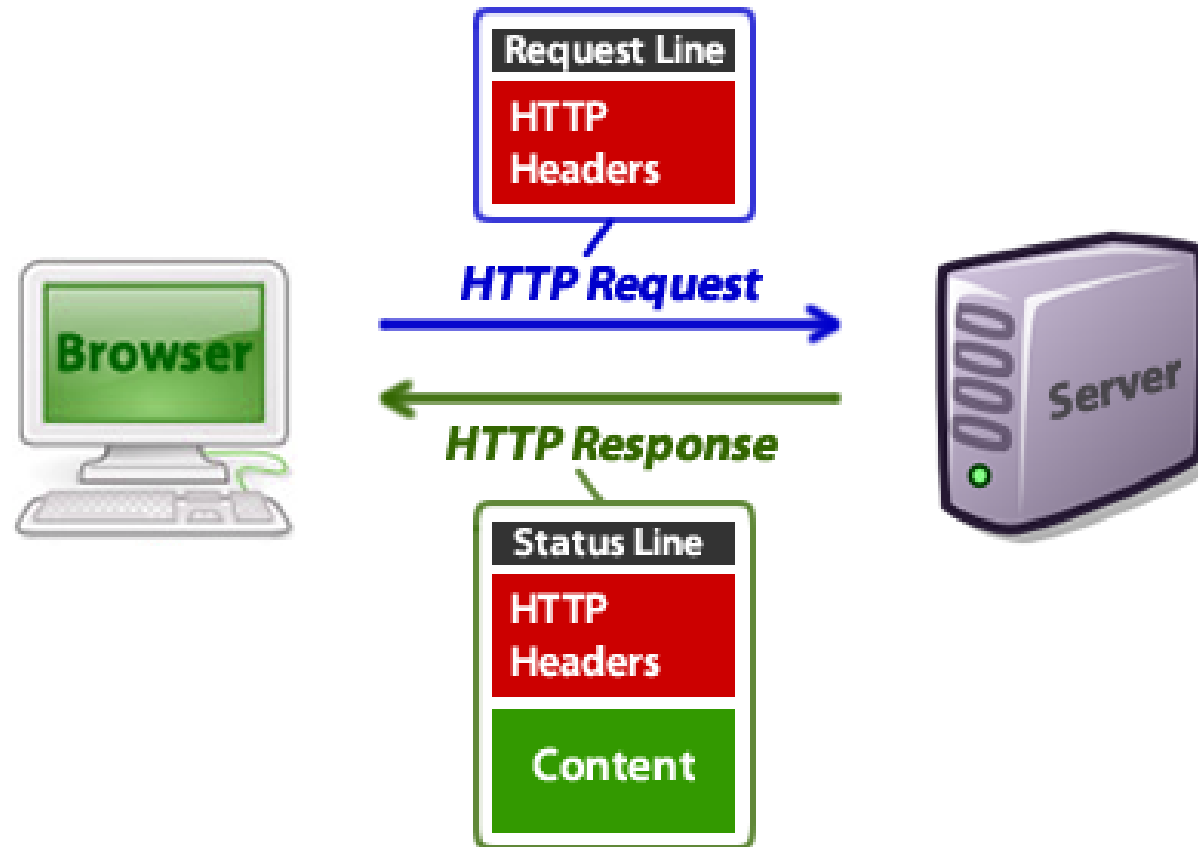 Request Line
HTTP
Headers
HTTP Request
Browser
Server
HTTP Response
Status Line
HTTP
Headers
Content